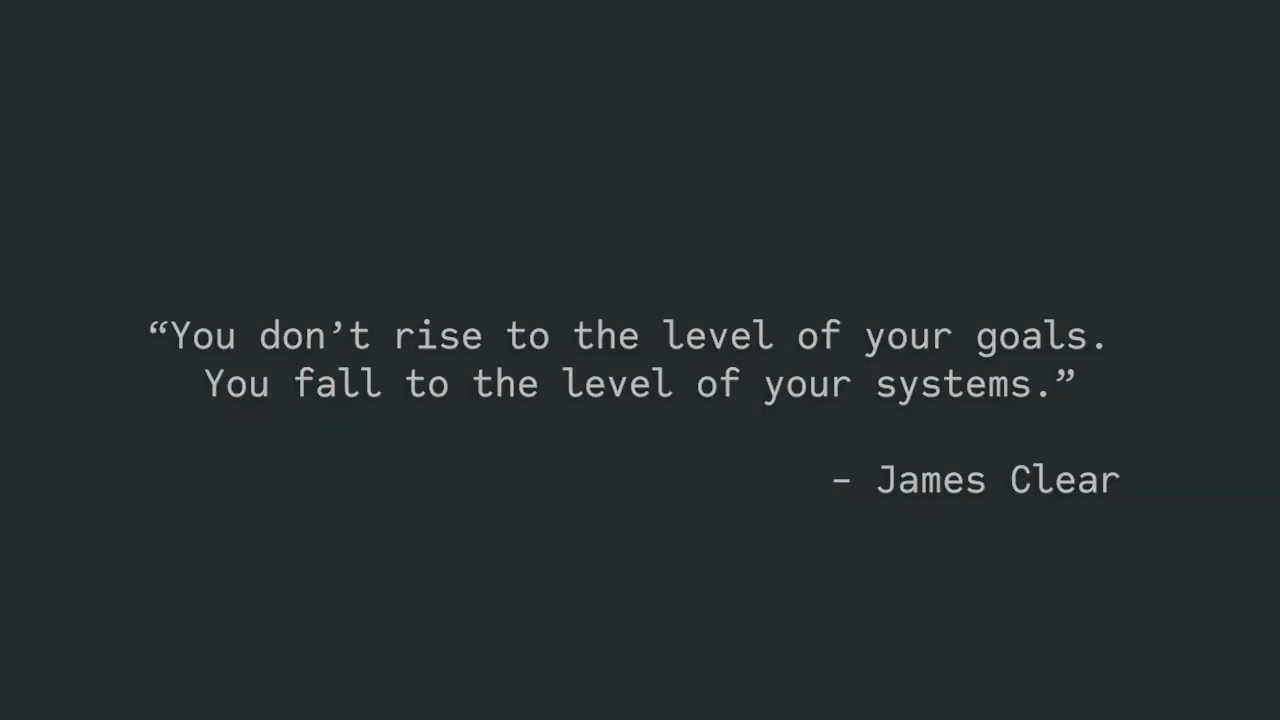 “You don’t rise to the level of your goals.
You fall to the level of your systems.”
– James Clear